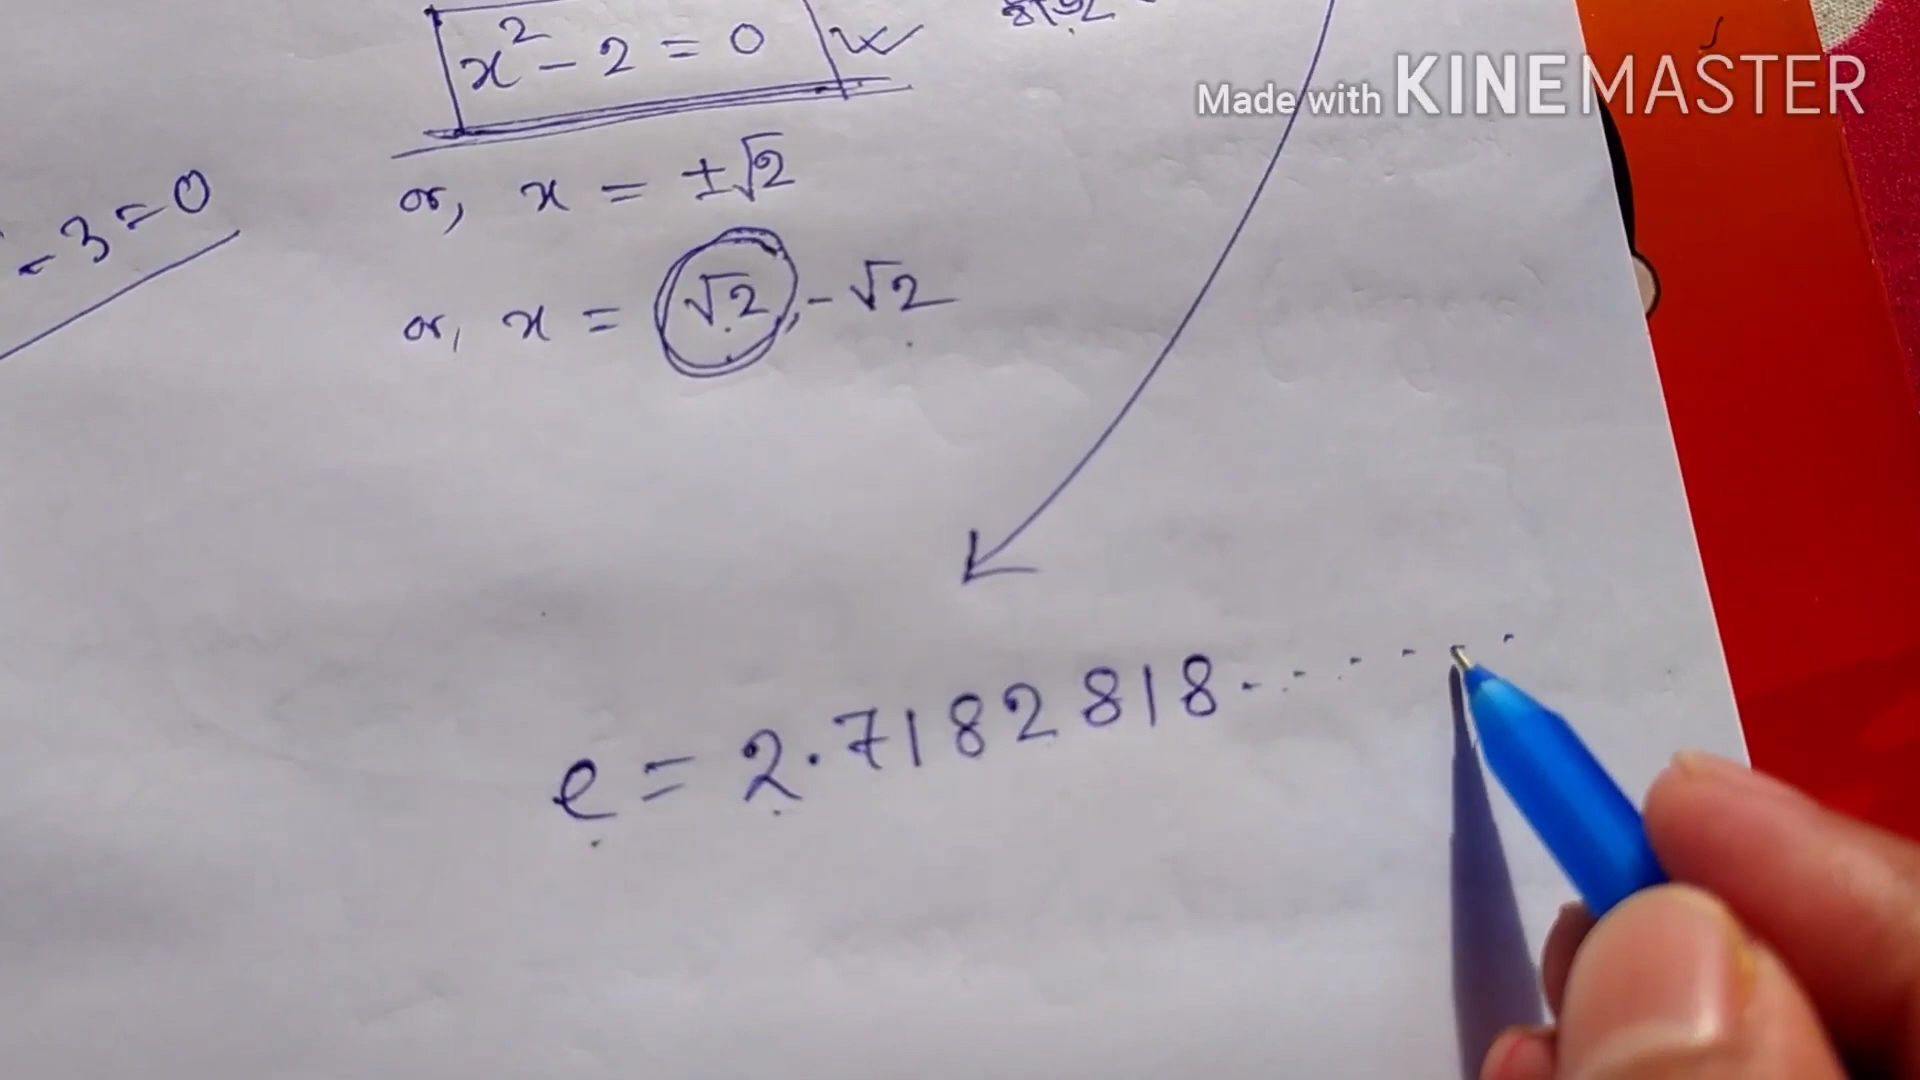 x² - 2 = 0
Made with KINEMASTER
- 3 = 0
or, x = ±√2
or, x = √2, -√2
e = 2.7182818.......